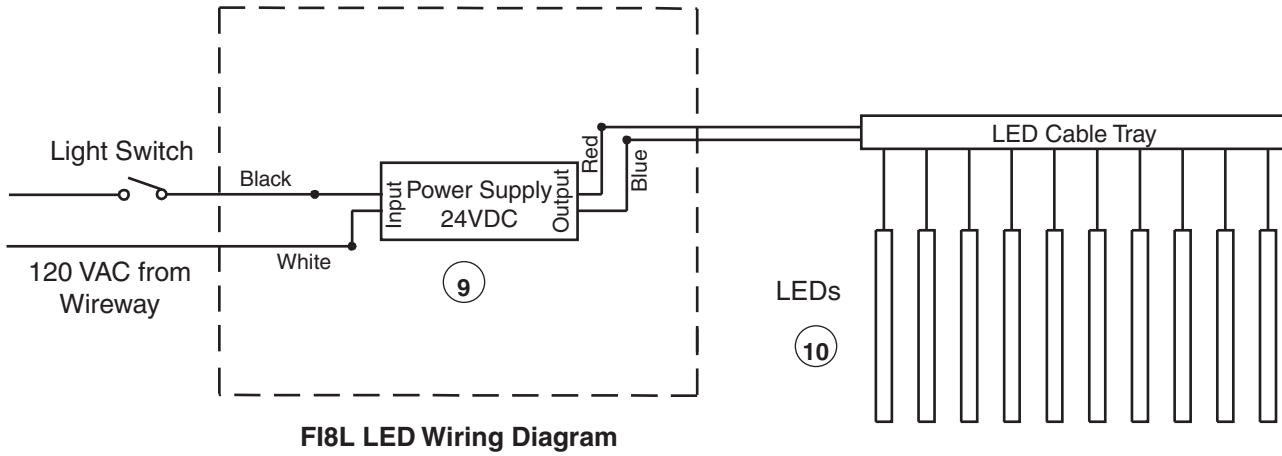 Light Switch
120 VAC from
Wireway
Black
White
Input
Power Supply
24VDC
Output
9
Red
Blue
LED Cable Tray
LEDs
10
FI8L LED Wiring Diagram